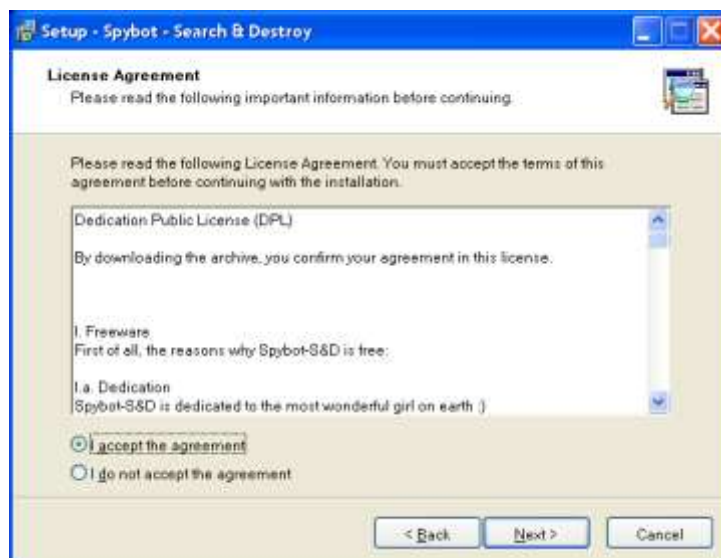 Setup - Spybot - Search & Destroy
License Agreement
Please read the following important information before continuing.
Please read the following License Agreement. You must accept the terms of this
agreement before continuing with the installation.
Dedication Public License (DPL)
By downloading the archive, you confirm your agreement in this license.
I. Freeware
First of all, the reasons why Spybot-S&D is free:
I.a. Dedication
Spybot-S&D is dedicated to the most wonderful girl on earth :)
I accept the agreement
I do not accept the agreement
< Back Next > Cancel